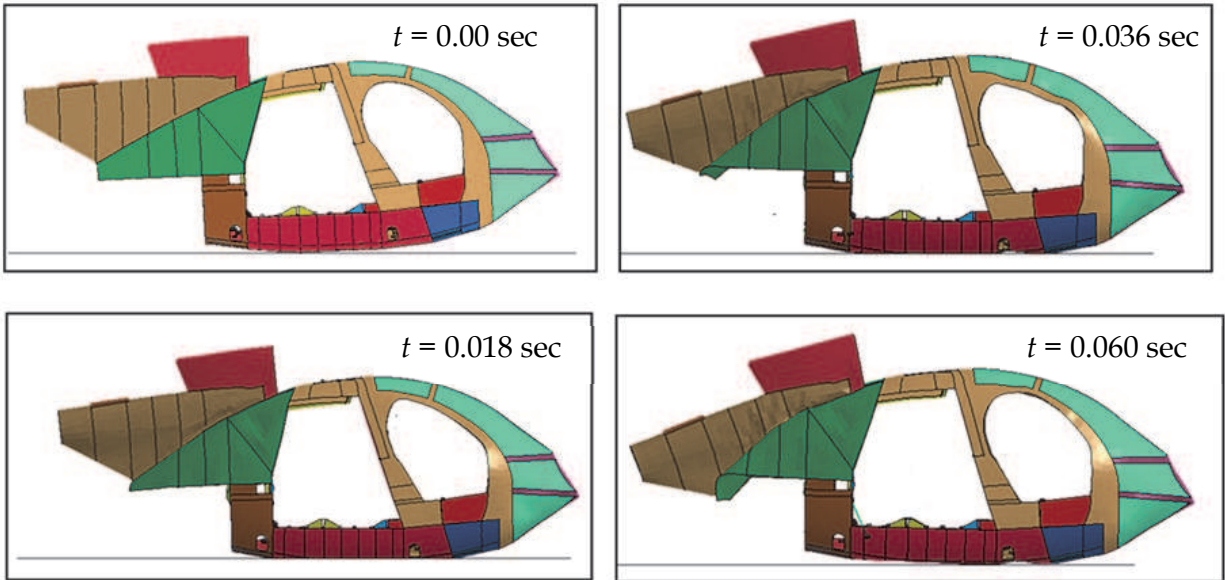 t = 0.00 sec
t = 0.036 sec
t = 0.018 sec
t = 0.060 sec